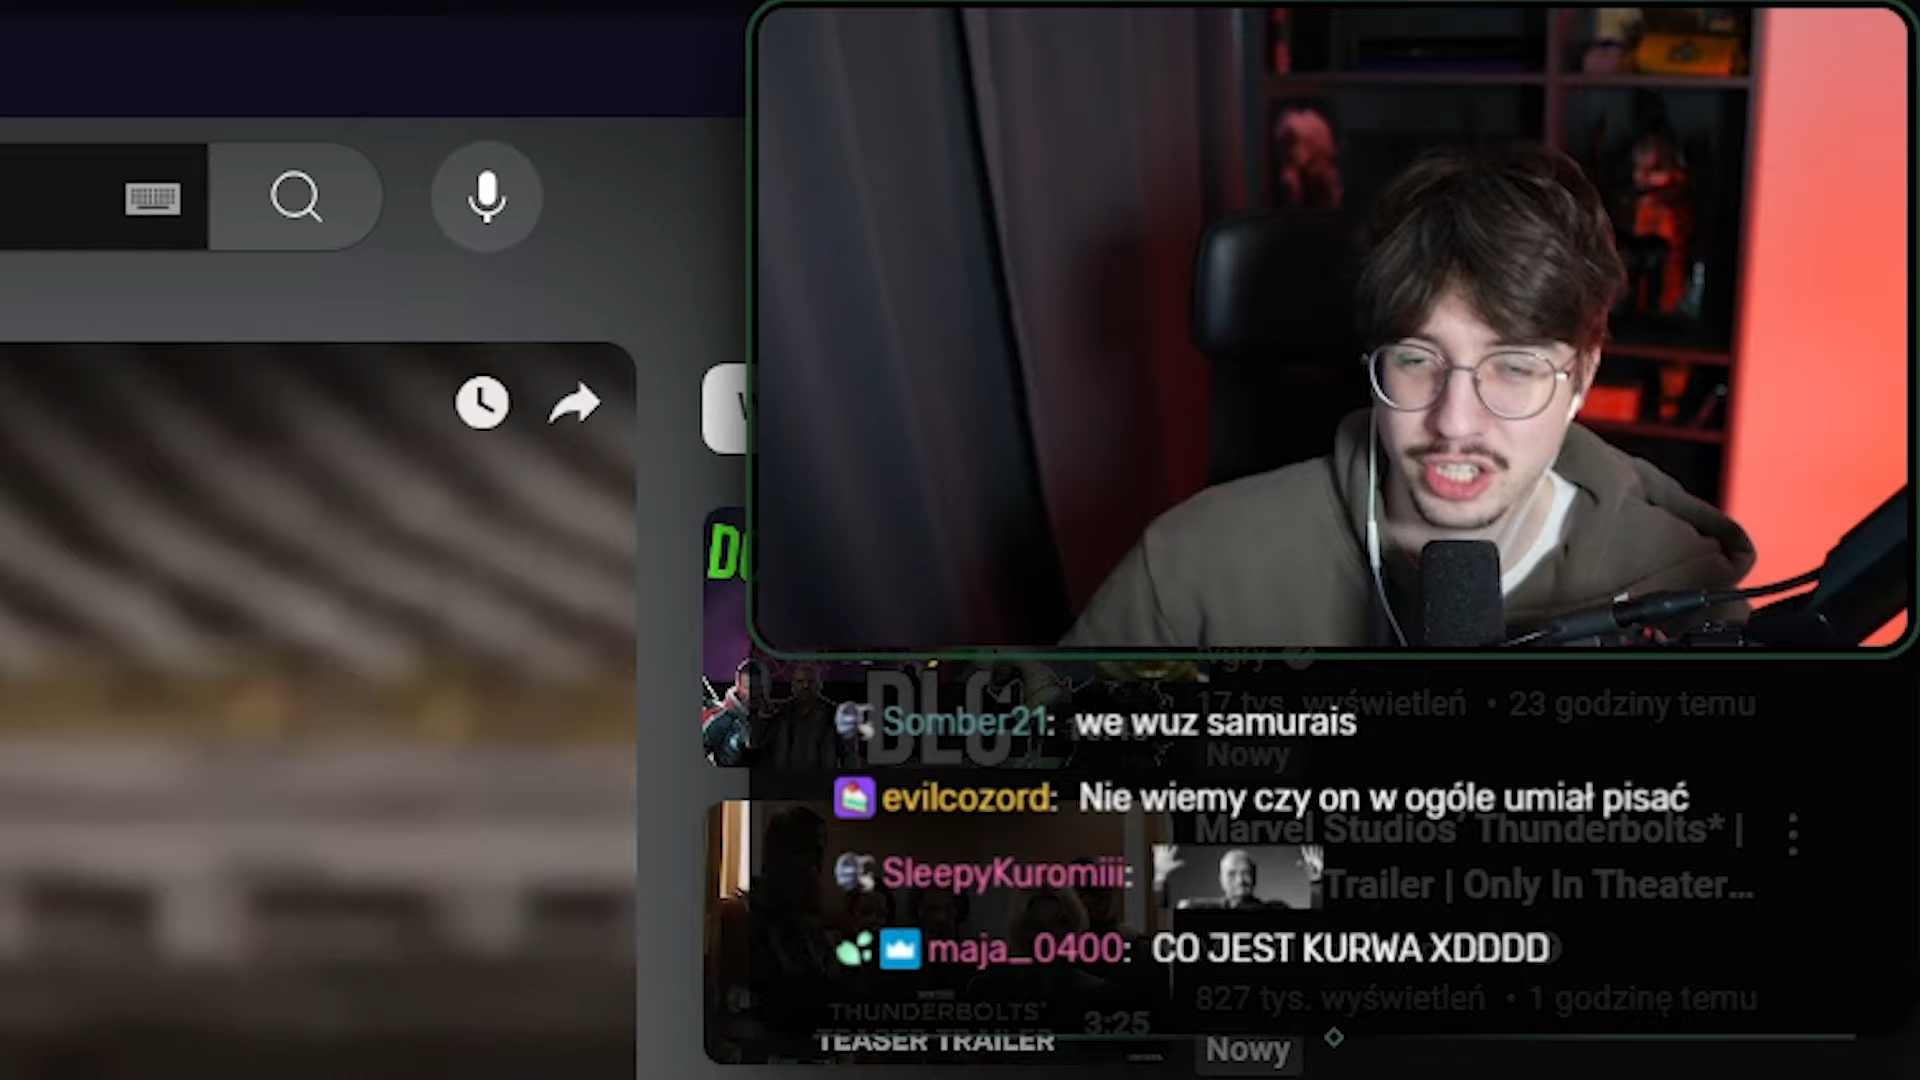 DLC
17 tys. wyświetleń • 23 godziny temu
Somber21: we wuz samurais
Nowy
evilcozord: Nie wiemy czy on w ogóle umiał pisać
Marvel Studios' Thunderbolts* |
SleepyKuromiii:
Trailer | Only In Theater...
maja_0400: CO JEST KURWA XDDDD
827 tys. wyświetleń • 1 godzinę temu
THUNDERBOLTS*
3:25
TEASER TRAILER
Nowy